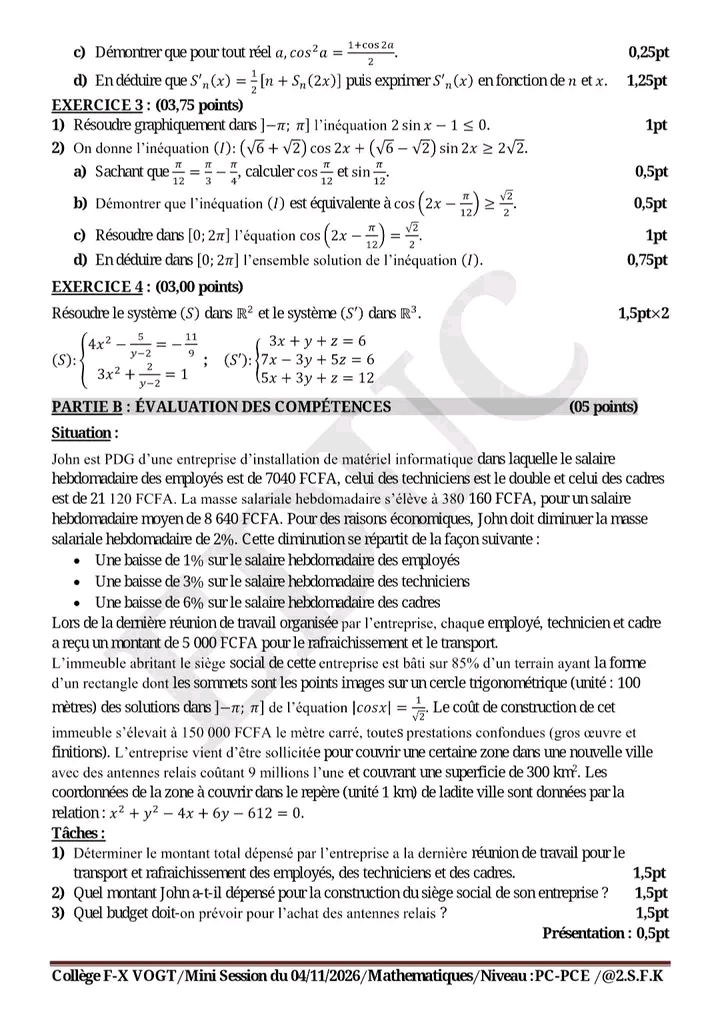 c) Démontrer que pour tout réel a, cos²a = (1+cos 2a)/2. 0,25pt
d) En déduire que S'ₙ(x) = 1/2 [n + Sₙ(2x)] puis exprimer S'ₙ(x) en fonction de n et x. 1,25pt
EXERCICE 3 : (03,75 points)
1) Résoudre graphiquement dans ]−π; π] l'inéquation 2 sin x − 1 ≤ 0. 1pt
2) On donne l'inéquation (I): (√6 + √2) cos 2x + (√6 − √2) sin 2x ≥ 2√2.
a) Sachant que π/12 = π/3 − π/4, calculer cos π/12 et sin π/12. 0,5pt
b) Démontrer que l'inéquation (I) est équivalente à cos (2x − π/12) ≥ √2/2. 0,5pt
c) Résoudre dans [0; 2π] l'équation cos (2x − π/12) = √2/2. 1pt
d) En déduire dans [0; 2π] l'ensemble solution de l'inéquation (I). 0,75pt
EXERCICE 4 : (03,00 points)
Résoudre le système (S) dans ℝ² et le système (S') dans ℝ³. 1,5pt×2
(S): { 4x² − 5/(y−2) = −11/9 ; 3x² + 2/(y−2) = 1 ; (S'): { 3x + y + z = 6
7x − 3y + 5z = 6
5x + 3y + z = 12
PARTIE B : ÉVALUATION DES COMPÉTENCES (05 points)
Situation :
John est PDG d'une entreprise d'installation de matériel informatique dans laquelle le salaire
hebdomadaire des employés est de 7040 FCFA, celui des techniciens est le double et celui des cadres
est de 21 120 FCFA. La masse salariale hebdomadaire s'élève à 380 160 FCFA, pour un salaire
hebdomadaire moyen de 8 640 FCFA. Pour des raisons économiques, John doit diminuer la masse
salariale hebdomadaire de 2%. Cette diminution se répartit de la façon suivante :
• Une baisse de 1% sur le salaire hebdomadaire des employés
• Une baisse de 3% sur le salaire hebdomadaire des techniciens
• Une baisse de 6% sur le salaire hebdomadaire des cadres
Lors de la dernière réunion de travail organisée par l'entreprise, chaque employé, technicien et cadre
a reçu un montant de 5 000 FCFA pour le rafraichissement et le transport.
L'immeuble abritant le siège social de cette entreprise est bâti sur 85% d'un terrain ayant la forme
d'un rectangle dont les sommets sont les points images sur un cercle trigonométrique (unité : 100
mètres) des solutions dans ]−π; π] de l'équation |cosx| = 1/√2. Le coût de construction de cet
immeuble s'élevait à 150 000 FCFA le mètre carré, toutes prestations confondues (gros œuvre et
finitions). L'entreprise vient d'être sollicitée pour couvrir une certaine zone dans une nouvelle ville
avec des antennes relais coûtant 9 millions l'une et couvrant une superficie de 300 km². Les
coordonnées de la zone à couvrir dans le repère (unité 1 km) de ladite ville sont données par la
relation : x² + y² − 4x + 6y − 612 = 0.
Tâches :
1) Déterminer le montant total dépensé par l'entreprise a la dernière réunion de travail pour le
transport et rafraichissement des employés, des techniciens et des cadres. 1,5pt
2) Quel montant John a-t-il dépensé pour la construction du siège social de son entreprise ? 1,5pt
3) Quel budget doit-on prévoir pour l'achat des antennes relais ? 1,5pt
Présentation : 0,5pt
Collège F-X VOGT/Mini Session du 04/11/2026/Mathematiques/Niveau :PC-PCE /@2.S.F.K